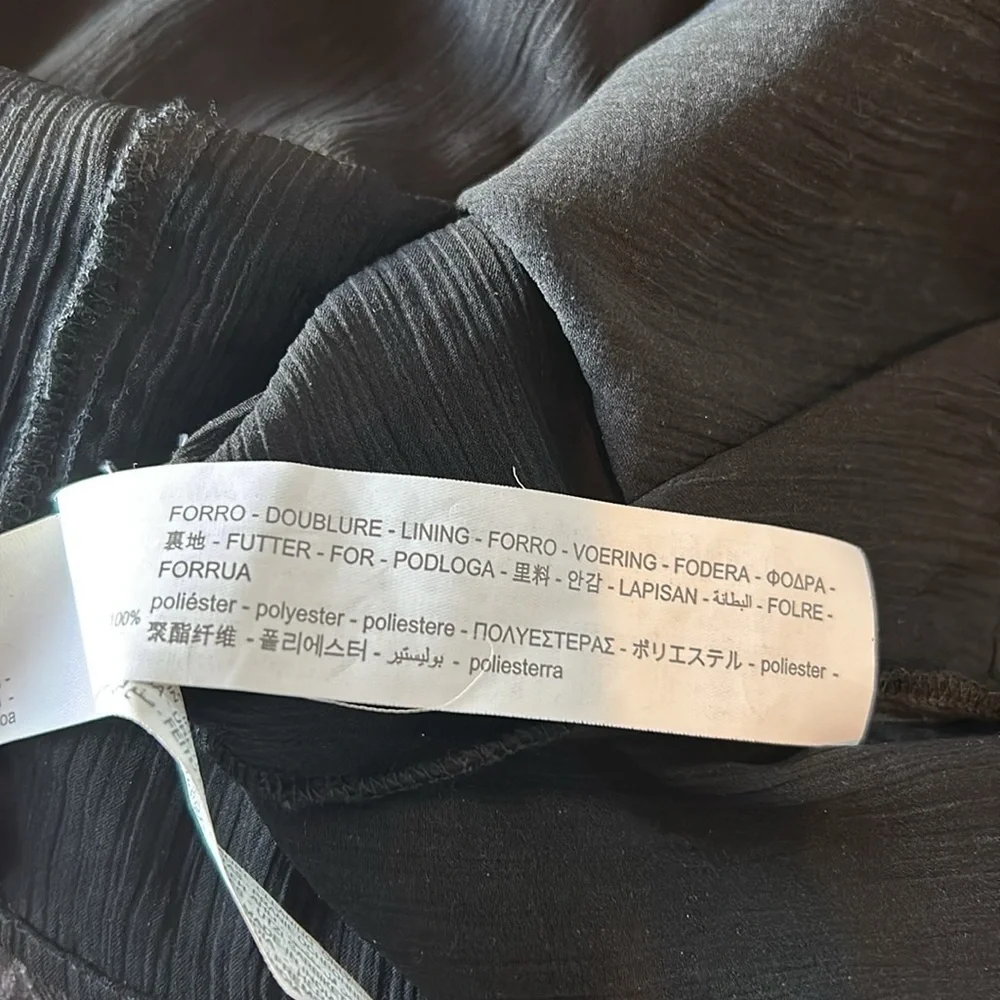 FORRO - DOUBLURE - LINING - FORRO - VOERING - FODERA - ΦΟΔΡΑ -
裏地 - FUTTER - FOR - PODLOGA - 里料 - 안감 - LAPISAN - البطانة - FOLRE -
FORRUA
100% poliéster - polyester - poliestere - ΠΟΛΥΕΣΤΕΡΑΣ - ポリエステル - poliester -
聚酯纤维 - 폴리에스터 - بوليستير - poliesterra